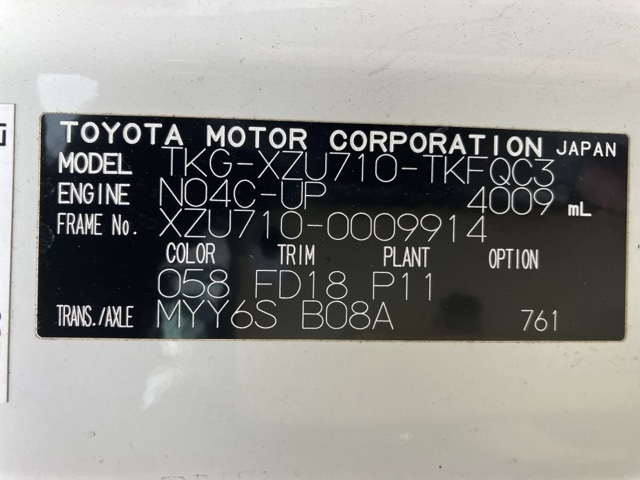 TOYOTA MOTOR CORPORATION JAPAN
MODEL TKG-XZU710-TKFQC3
ENGINE N04C-UP 4009 mL
FRAME No. XZU710-0009914
COLOR TRIM PLANT OPTION
058 FD18 P11
TRANS./AXLE MYY6S B08A 761